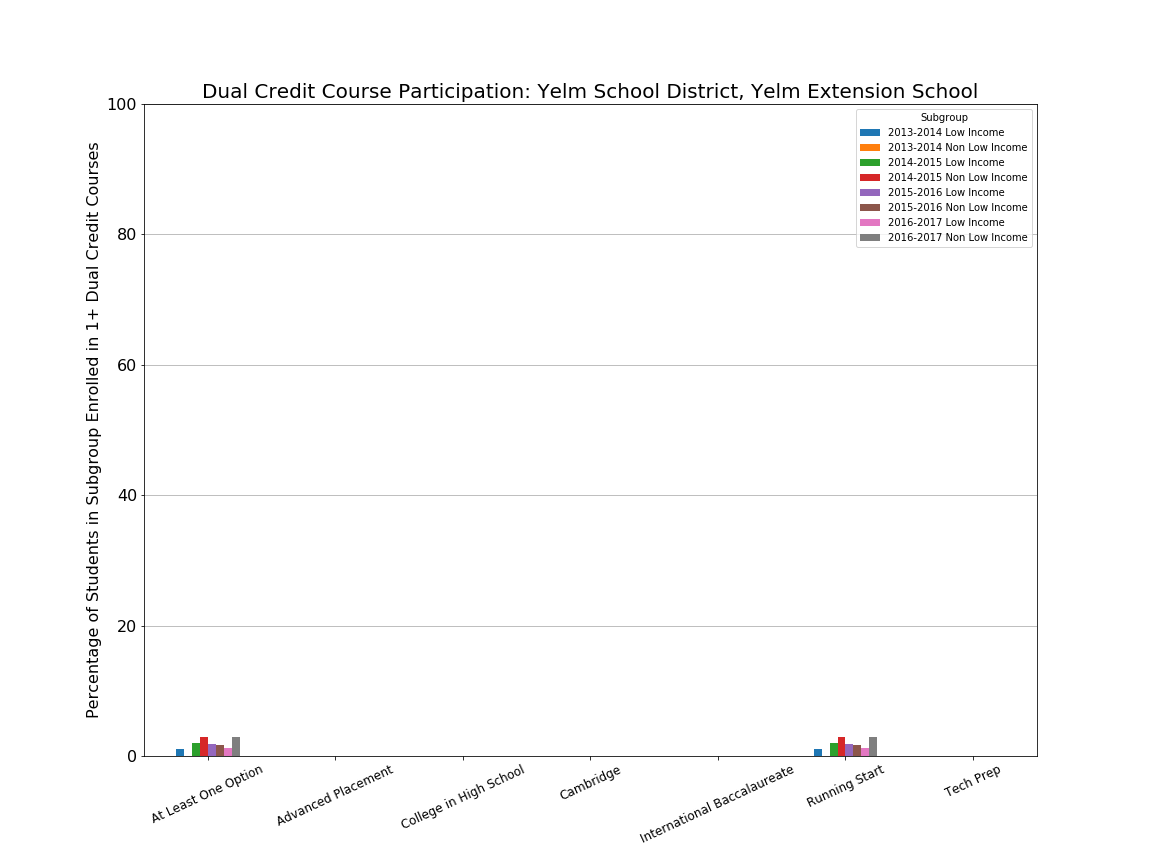 Dual Credit Course Participation: Yelm School District, Yelm Extension School
Percentage of Students in Subgroup Enrolled in 1+ Dual Credit Courses
100
80
60
40
20
0
Subgroup
2013-2014 Low Income
2013-2014 Non Low Income
2014-2015 Low Income
2014-2015 Non Low Income
2015-2016 Low Income
2015-2016 Non Low Income
2016-2017 Low Income
2016-2017 Non Low Income
At Least One Option
Advanced Placement
College in High School
Cambridge
International Baccalaureate
Running Start
Tech Prep